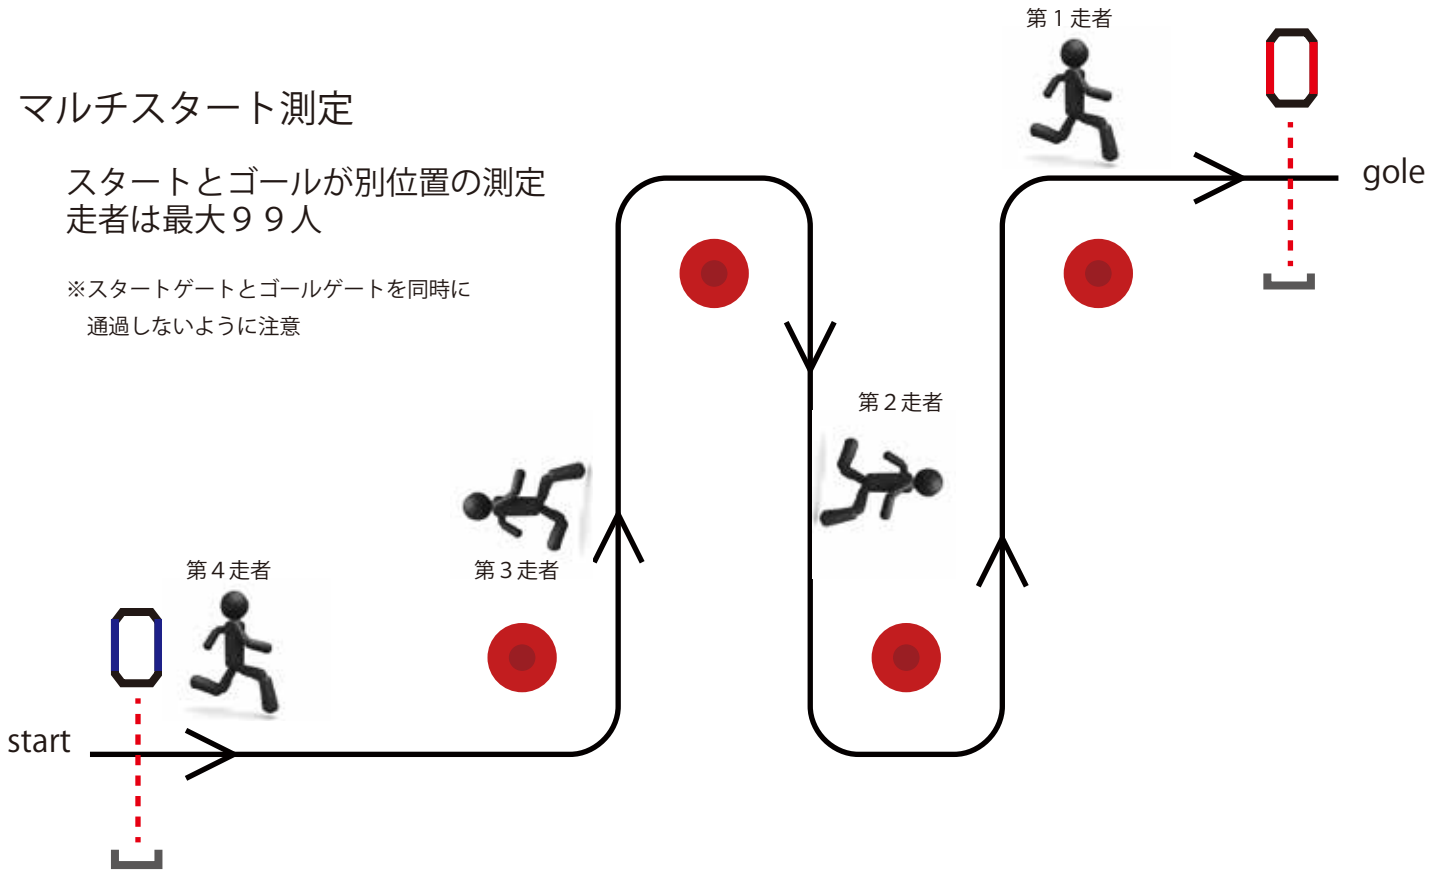 第１走者
マルチスタート測定
スタートとゴールが別位置の測定
走者は最大９９人
gole
※スタートゲートとゴールゲートを同時に
通過しないように注意
第２走者
第４走者
第３走者
start